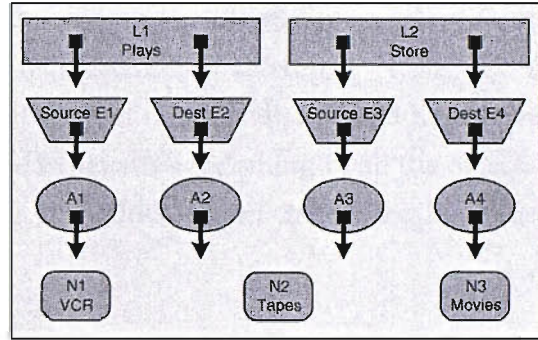 L1
Plays
L2
Store
Source E1
Dest E2
Source E3
Dest E4
A1
A2
A3
A4
N1
VCR
N2
Tapes
N3
Movies